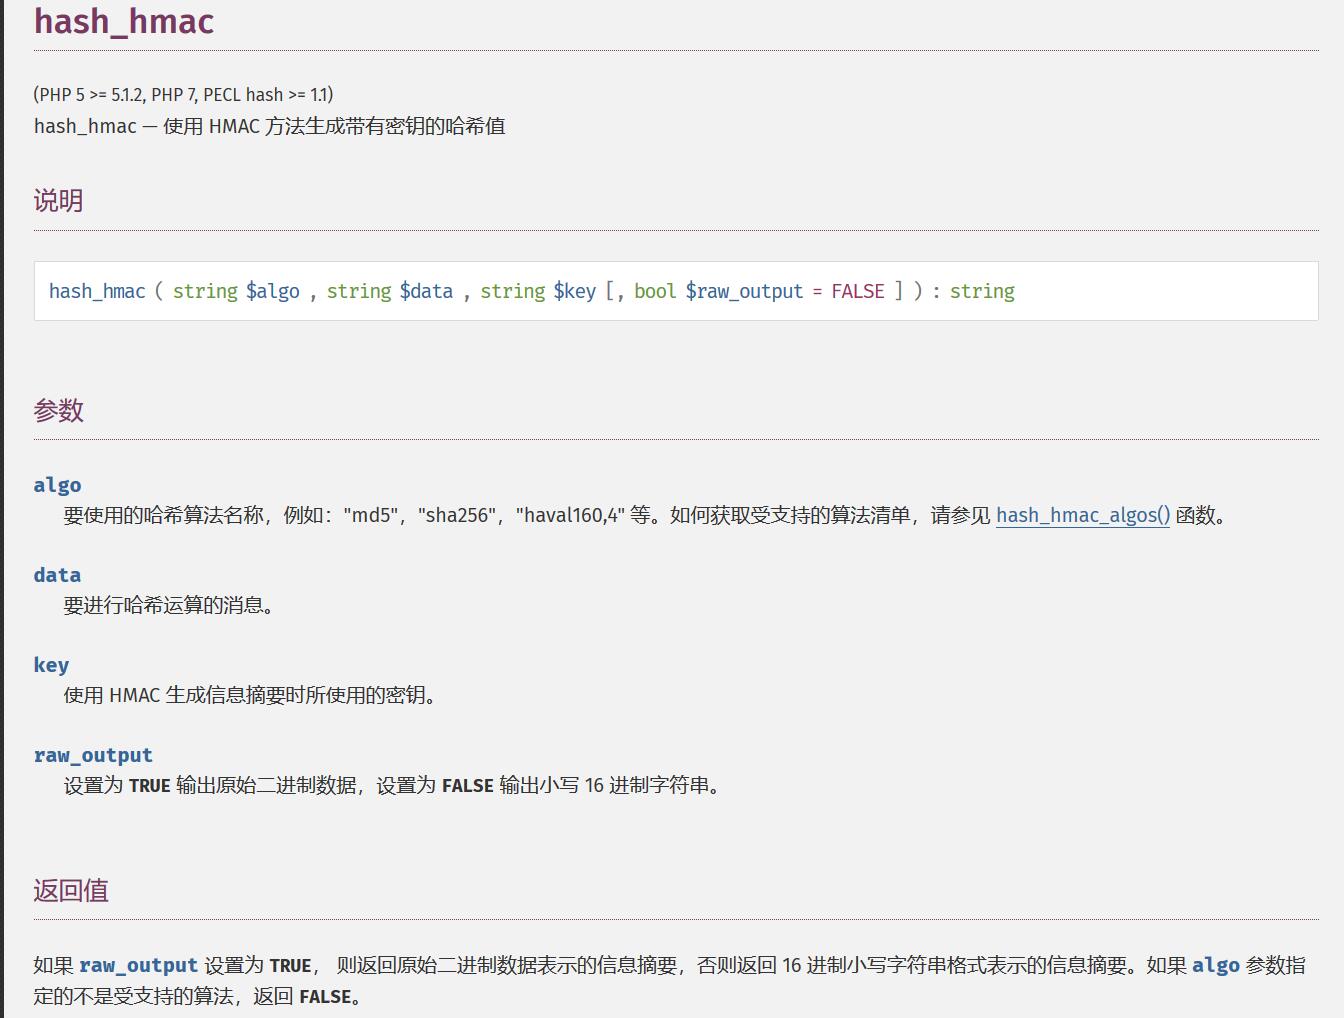 hash_hmac
(PHP 5 >= 5.1.2, PHP 7, PECL hash >= 1.1)
hash_hmac — 使用 HMAC 方法生成带有密钥的哈希值
说明
hash_hmac ( string $algo , string $data , string $key [, bool $raw_output = FALSE ] ) : string
参数
algo
要使用的哈希算法名称，例如："md5"，"sha256"，"haval160,4" 等。如何获取受支持的算法清单，请参见 hash_hmac_algos() 函数。
data
要进行哈希运算的消息。
key
使用 HMAC 生成信息摘要时所使用的密钥。
raw_output
设置为 TRUE 输出原始二进制数据，设置为 FALSE 输出小写 16 进制字符串。
返回值
如果 raw_output 设置为 TRUE， 则返回原始二进制数据表示的信息摘要，否则返回 16 进制小写字符串格式表示的信息摘要。如果 algo 参数指
定的不是受支持的算法，返回 FALSE。